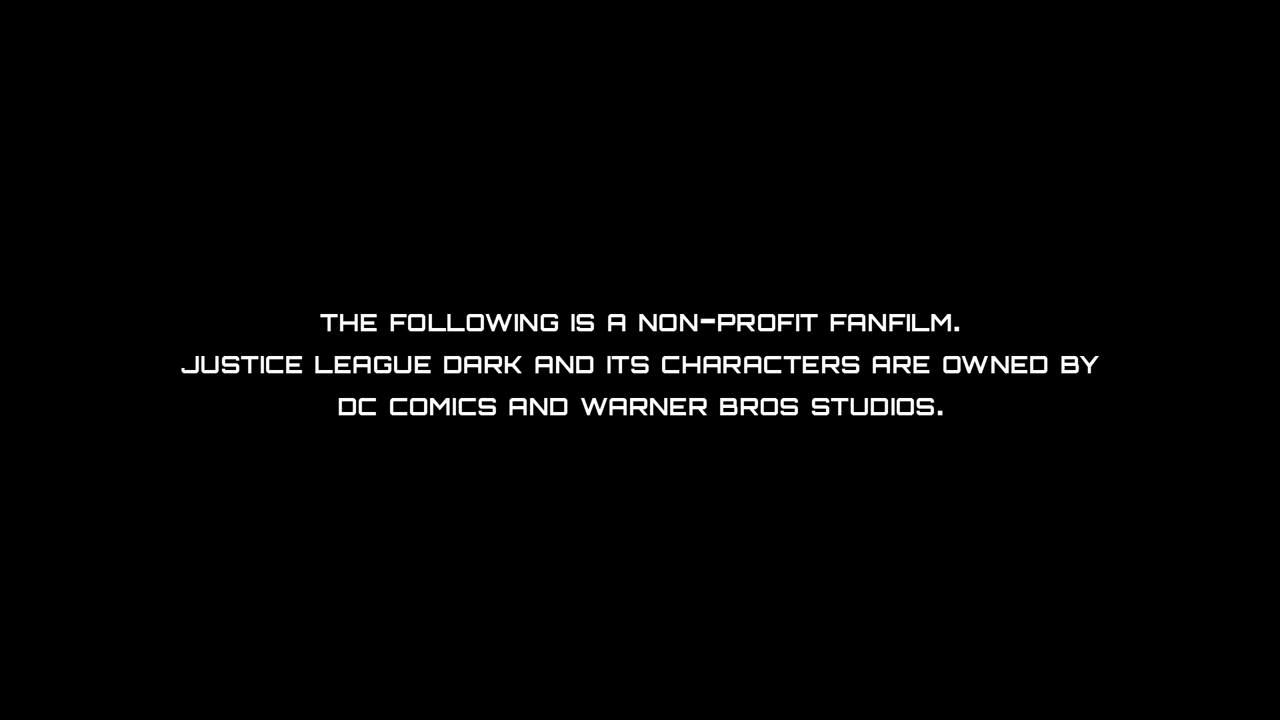 THE FOLLOWING IS A NON-PROFIT FANFILM.
JUSTICE LEAGUE DARK AND ITS CHARACTERS ARE OWNED BY
DC COMICS AND WARNER BROS STUDIOS.